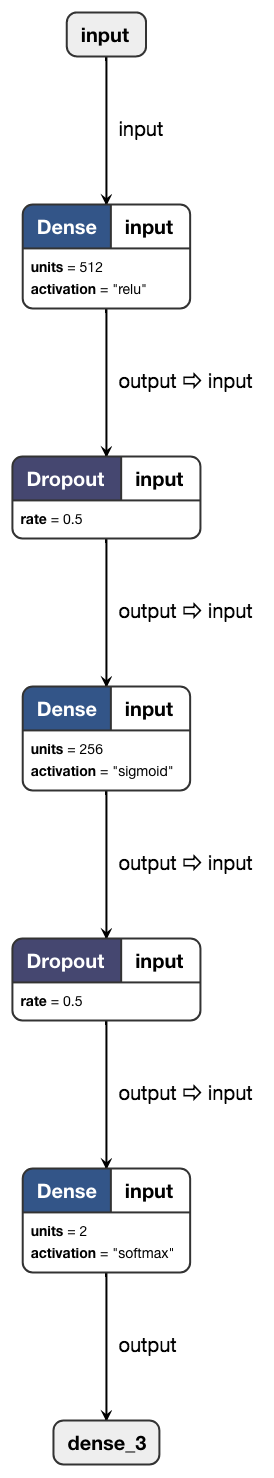 input
input
Dense input
units = 512
activation = "relu"
output ⇨ input
Dropout input
rate = 0.5
output ⇨ input
Dense input
units = 256
activation = "sigmoid"
output ⇨ input
Dropout input
rate = 0.5
output ⇨ input
Dense input
units = 2
activation = "softmax"
output
dense_3